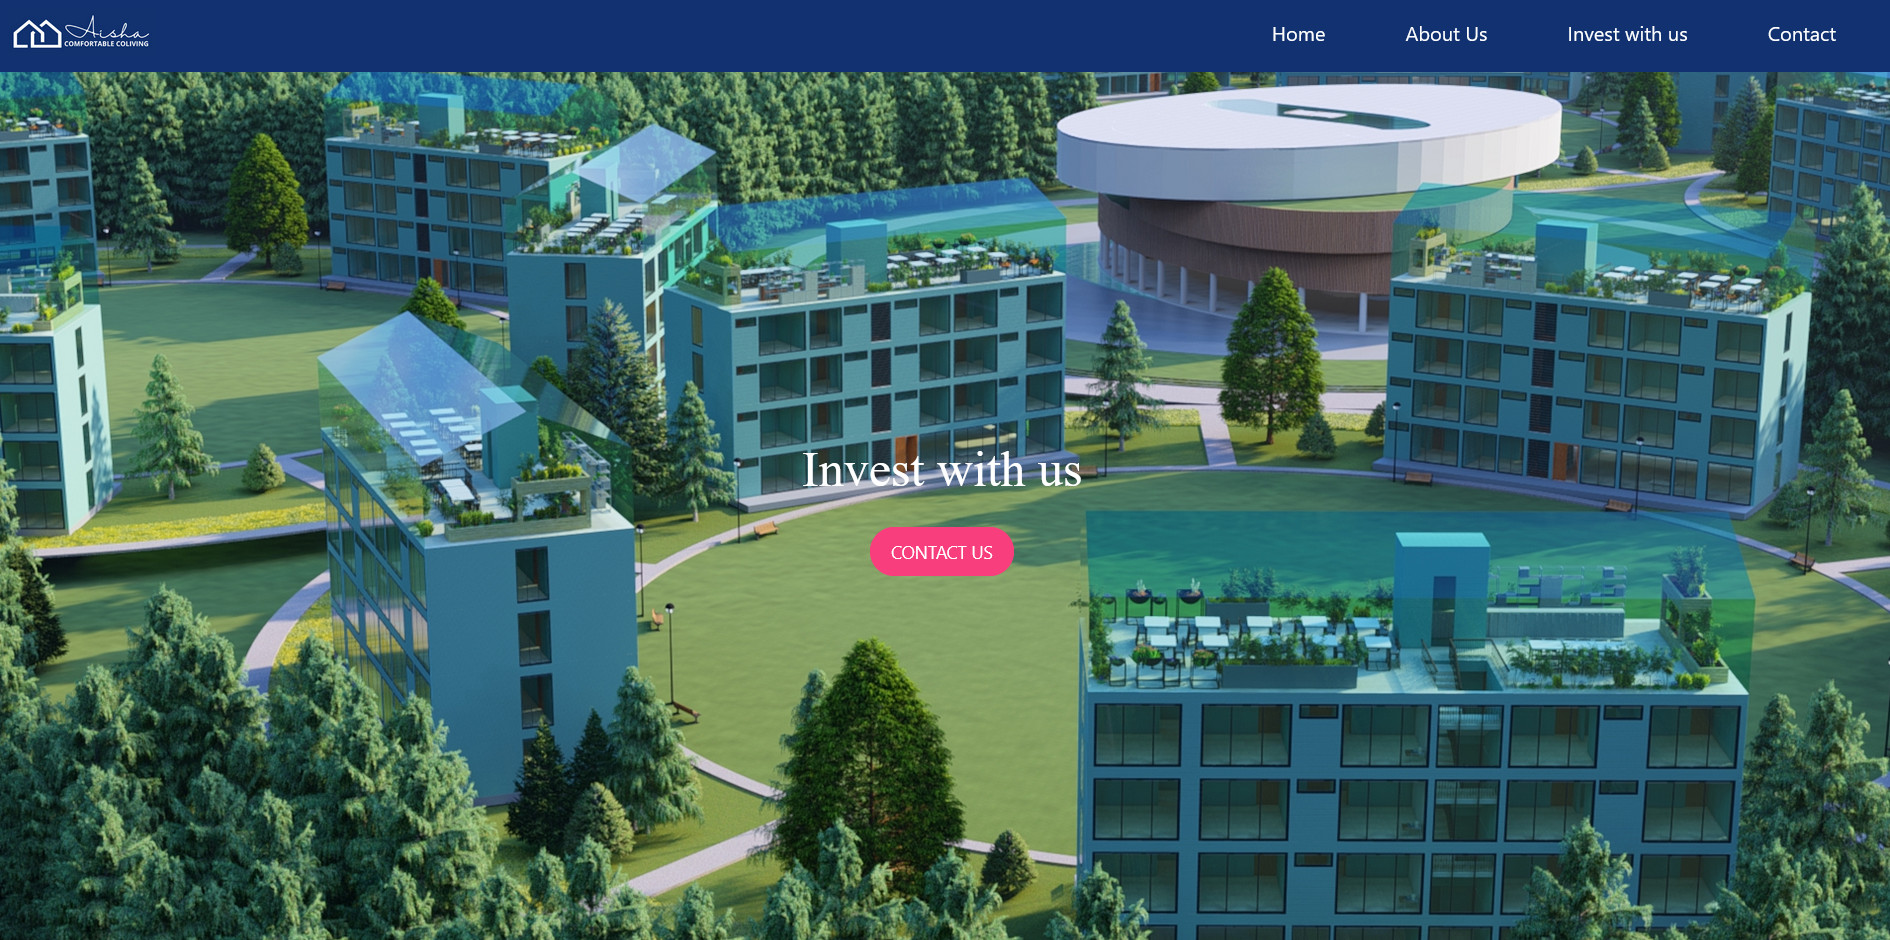 Aisha
COMFORTABLE COLIVING
Home
About Us
Invest with us
Contact
Invest with us
CONTACT US